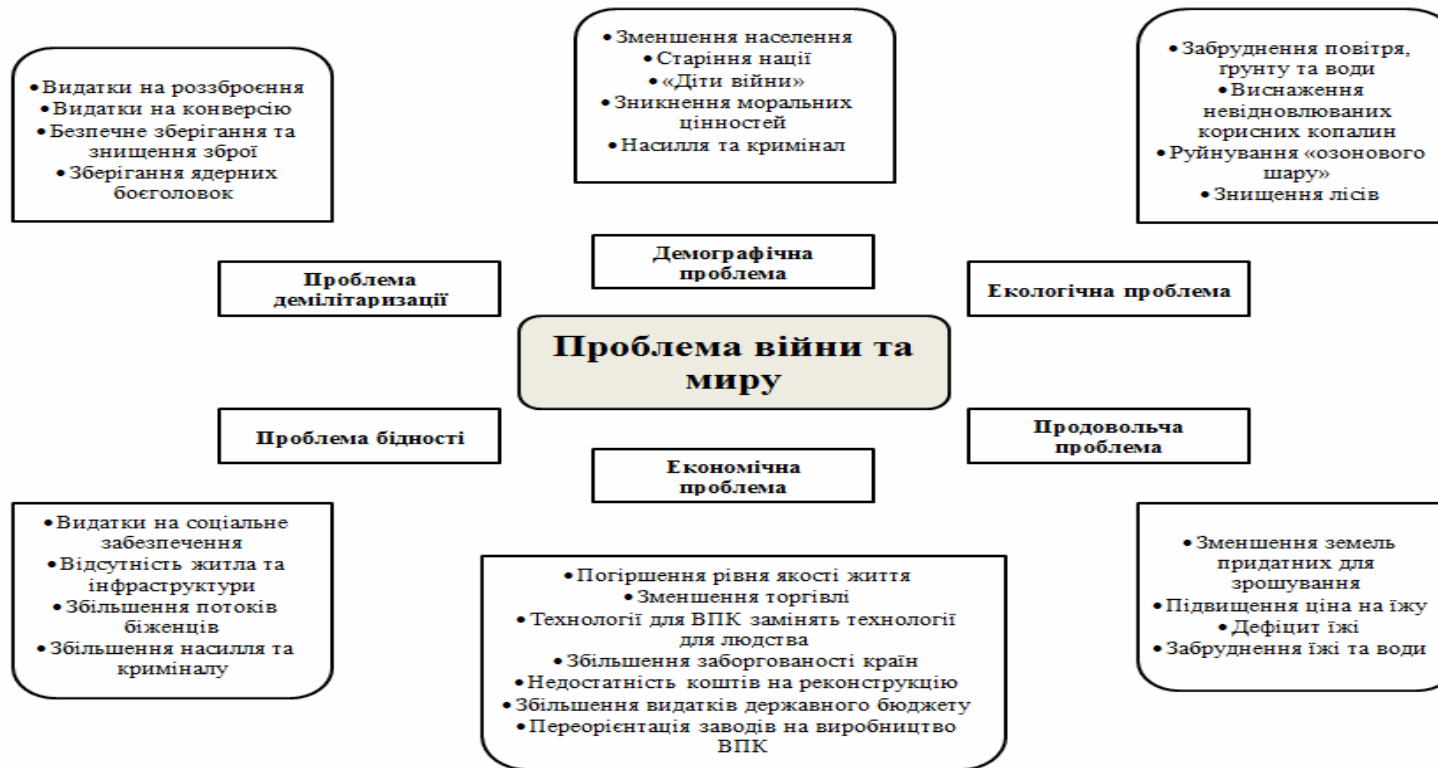 • Видатки на роззброєння
• Видатки на конверсію
• Безпечне зберігання та
знищення зброї
• Зберігання ядерних
боєголовок
• Зменшення населення
• Старіння нації
• «Діти війни»
• Зникнення моральних
цінностей
• Насилля та кримінал
• Забруднення повітря,
ґрунту та води
• Виснаження
невідновлюваних
корисних копалин
• Руйнування «озонового
шару»
• Знищення лісів
Проблема
демілітаризації
Демографічна
проблема
Екологічна проблема
Проблема війни та
миру
Проблема бідності
Економічна
проблема
Продовольча
проблема
• Видатки на соціальне
забезпечення
• Відсутність житла та
інфраструктури
• Збільшення потоків
біженців
• Збільшення насилля та
криміналу
• Погіршення рівня якості життя
• Зменшення торгівлі
• Технології для ВПК замінять технології
для людства
• Збільшення заборгованості країн
• Недостатність коштів на реконструкцію
• Збільшення видатків державного бюджету
• Переорієнтація заводів на виробництво
ВПК
• Зменшення земель
придатних для
зрошування
• Підвищення ціна на їжу
• Дефіцит їжі
• Забруднення їжі та води